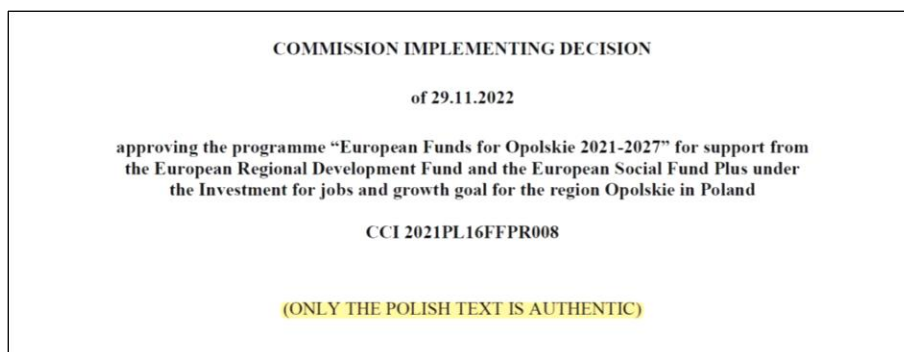 COMMISSION IMPLEMENTING DECISION
of 29.11.2022
approving the programme “European Funds for Opolskie 2021-2027” for support from
the European Regional Development Fund and the European Social Fund Plus under
the Investment for jobs and growth goal for the region Opolskie in Poland
CCI 2021PL16FFPR008
(ONLY THE POLISH TEXT IS AUTHENTIC)